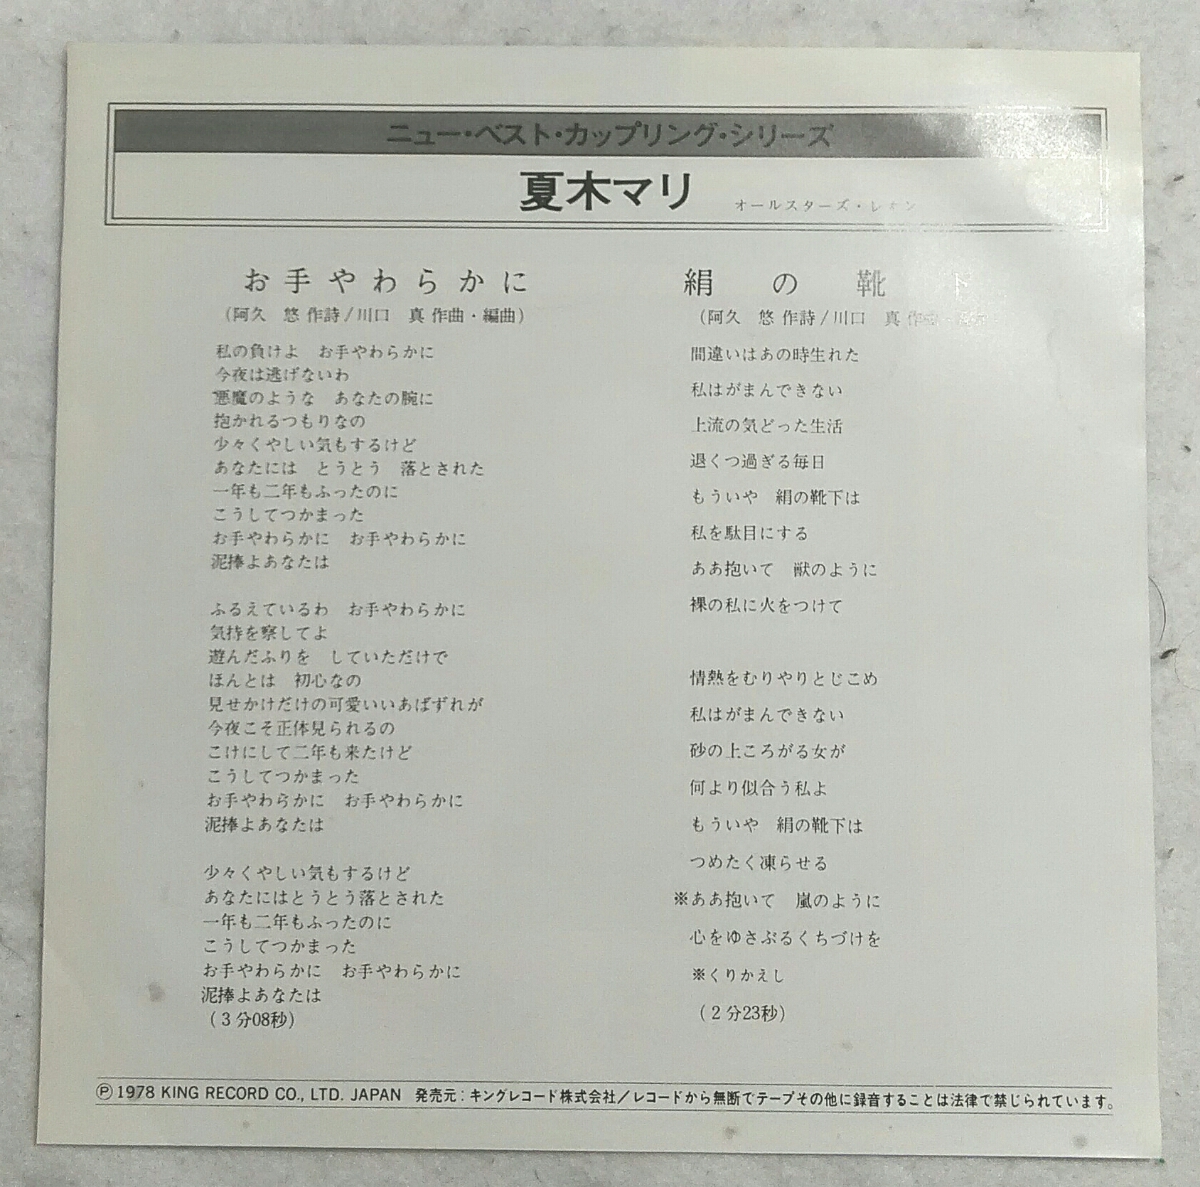 ニュー・ベスト・カップリング・シリーズ
夏木マリ オールスターズ・レオン
お手やわらかに
(阿久 悠 作詩/川口 真 作曲・編曲)
私の負けよ お手やわらかに
今夜は逃げないわ
悪魔のような あなたの腕に
抱かれるつもりなの
少々くやしい気もするけど
あなたには とうとう 落とされた
一年も二年もふったのに
こうしてつかまった
お手やわらかに お手やわらかに
泥捧よあなたは
ふるえているわ お手やわらかに
気持を察してよ
遊んだふりを していただけで
ほんとは 初心なの
見せかけだけの可愛いいあばずれが
今夜こそ正体見られるの
こけにして二年も来たけど
こうしてつかまった
お手やわらかに お手やわらかに
泥捧よあなたは
少々くやしい気もするけど
あなたにはとうとう落とされた
一年も二年もふったのに
こうしてつかまった
お手やわらかに お手やわらかに
泥捧よあなたは
(3分08秒)
絹の靴下
(阿久 悠 作詩/川口 真 作曲・編曲
間違いはあの時生れた
私はがまんできない
上流の気どった生活
退くつ過ぎる毎日
もういや 絹の靴下は
私を駄目にする
ああ抱いて 獣のように
裸の私に火をつけて
情熱をむりやりとじこめ
私はがまんできない
砂の上ころがる女が
何より似合う私よ
もういや 絹の靴下は
つめたく凍らせる
※ああ抱いて 嵐のように
心をゆさぶるくちづけを
※くりかえし
(2分23秒)
Ⓟ1978 KING RECORD CO., LTD. JAPAN 発売元:キングレコード株式会社/レコードから無断でテープその他に録音することは法律で禁じられています。